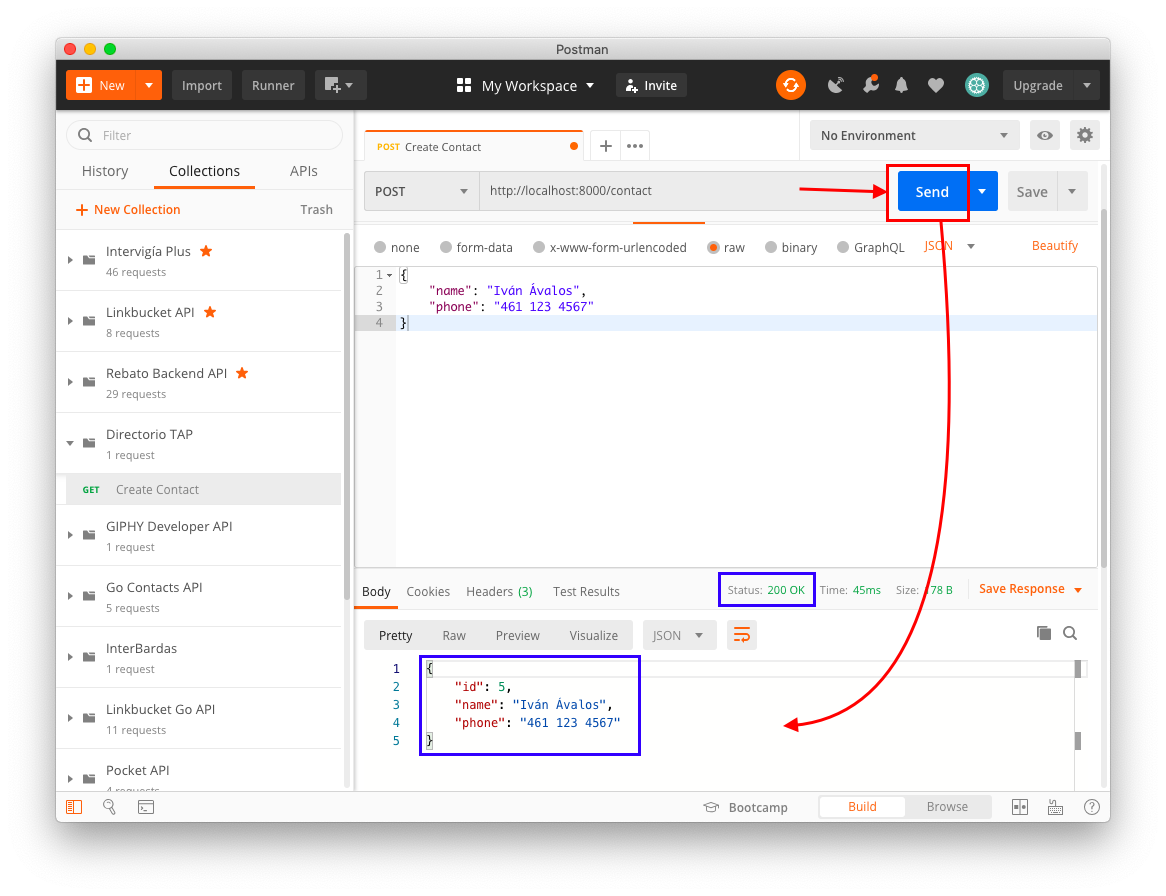 Postman
New
Import
Runner
My Workspace
Invite
Upgrade
Filter
History Collections APIs
New Collection Trash
Intervigía Plus
46 requests
Linkbucket API
8 requests
Rebato Backend API
29 requests
Directorio TAP
1 request
GET Create Contact
GIPHY Developer API
1 request
Go Contacts API
5 requests
InterBardas
1 request
Linkbucket Go API
11 requests
Pocket API
4 requests
POST Create Contact
No Environment
POST http://localhost:8000/contact Send Save
none form-data x-www-form-urlencoded raw binary GraphQL JSON Beautify
1 {
2 "name": "Iván Ávalos",
3 "phone": "461 123 4567"
4 }
Body Cookies Headers (3) Test Results Status: 200 OK Time: 45ms Size: 178 B Save Response
Pretty Raw Preview Visualize JSON
1 {
2 "id": 5,
3 "name": "Iván Ávalos",
4 "phone": "461 123 4567"
5 }
Bootcamp Build Browse